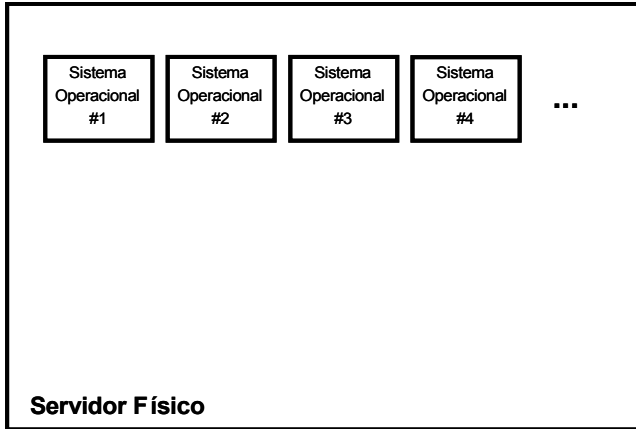 Sistema Operacional #1
Sistema Operacional #2
Sistema Operacional #3
Sistema Operacional #4
...
Servidor Físico